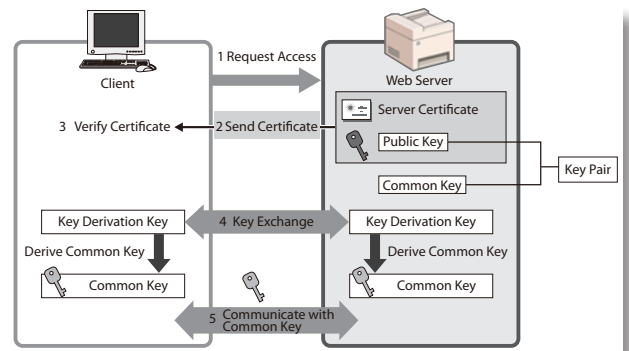 Client
1 Request Access
Web Server
Server Certificate
3 Verify Certificate
2 Send Certificate
Public Key
Key Pair
Common Key
Key Derivation Key
4 Key Exchange
Key Derivation Key
Derive Common Key
Derive Common Key
Common Key
Common Key
5 Communicate with
Common Key